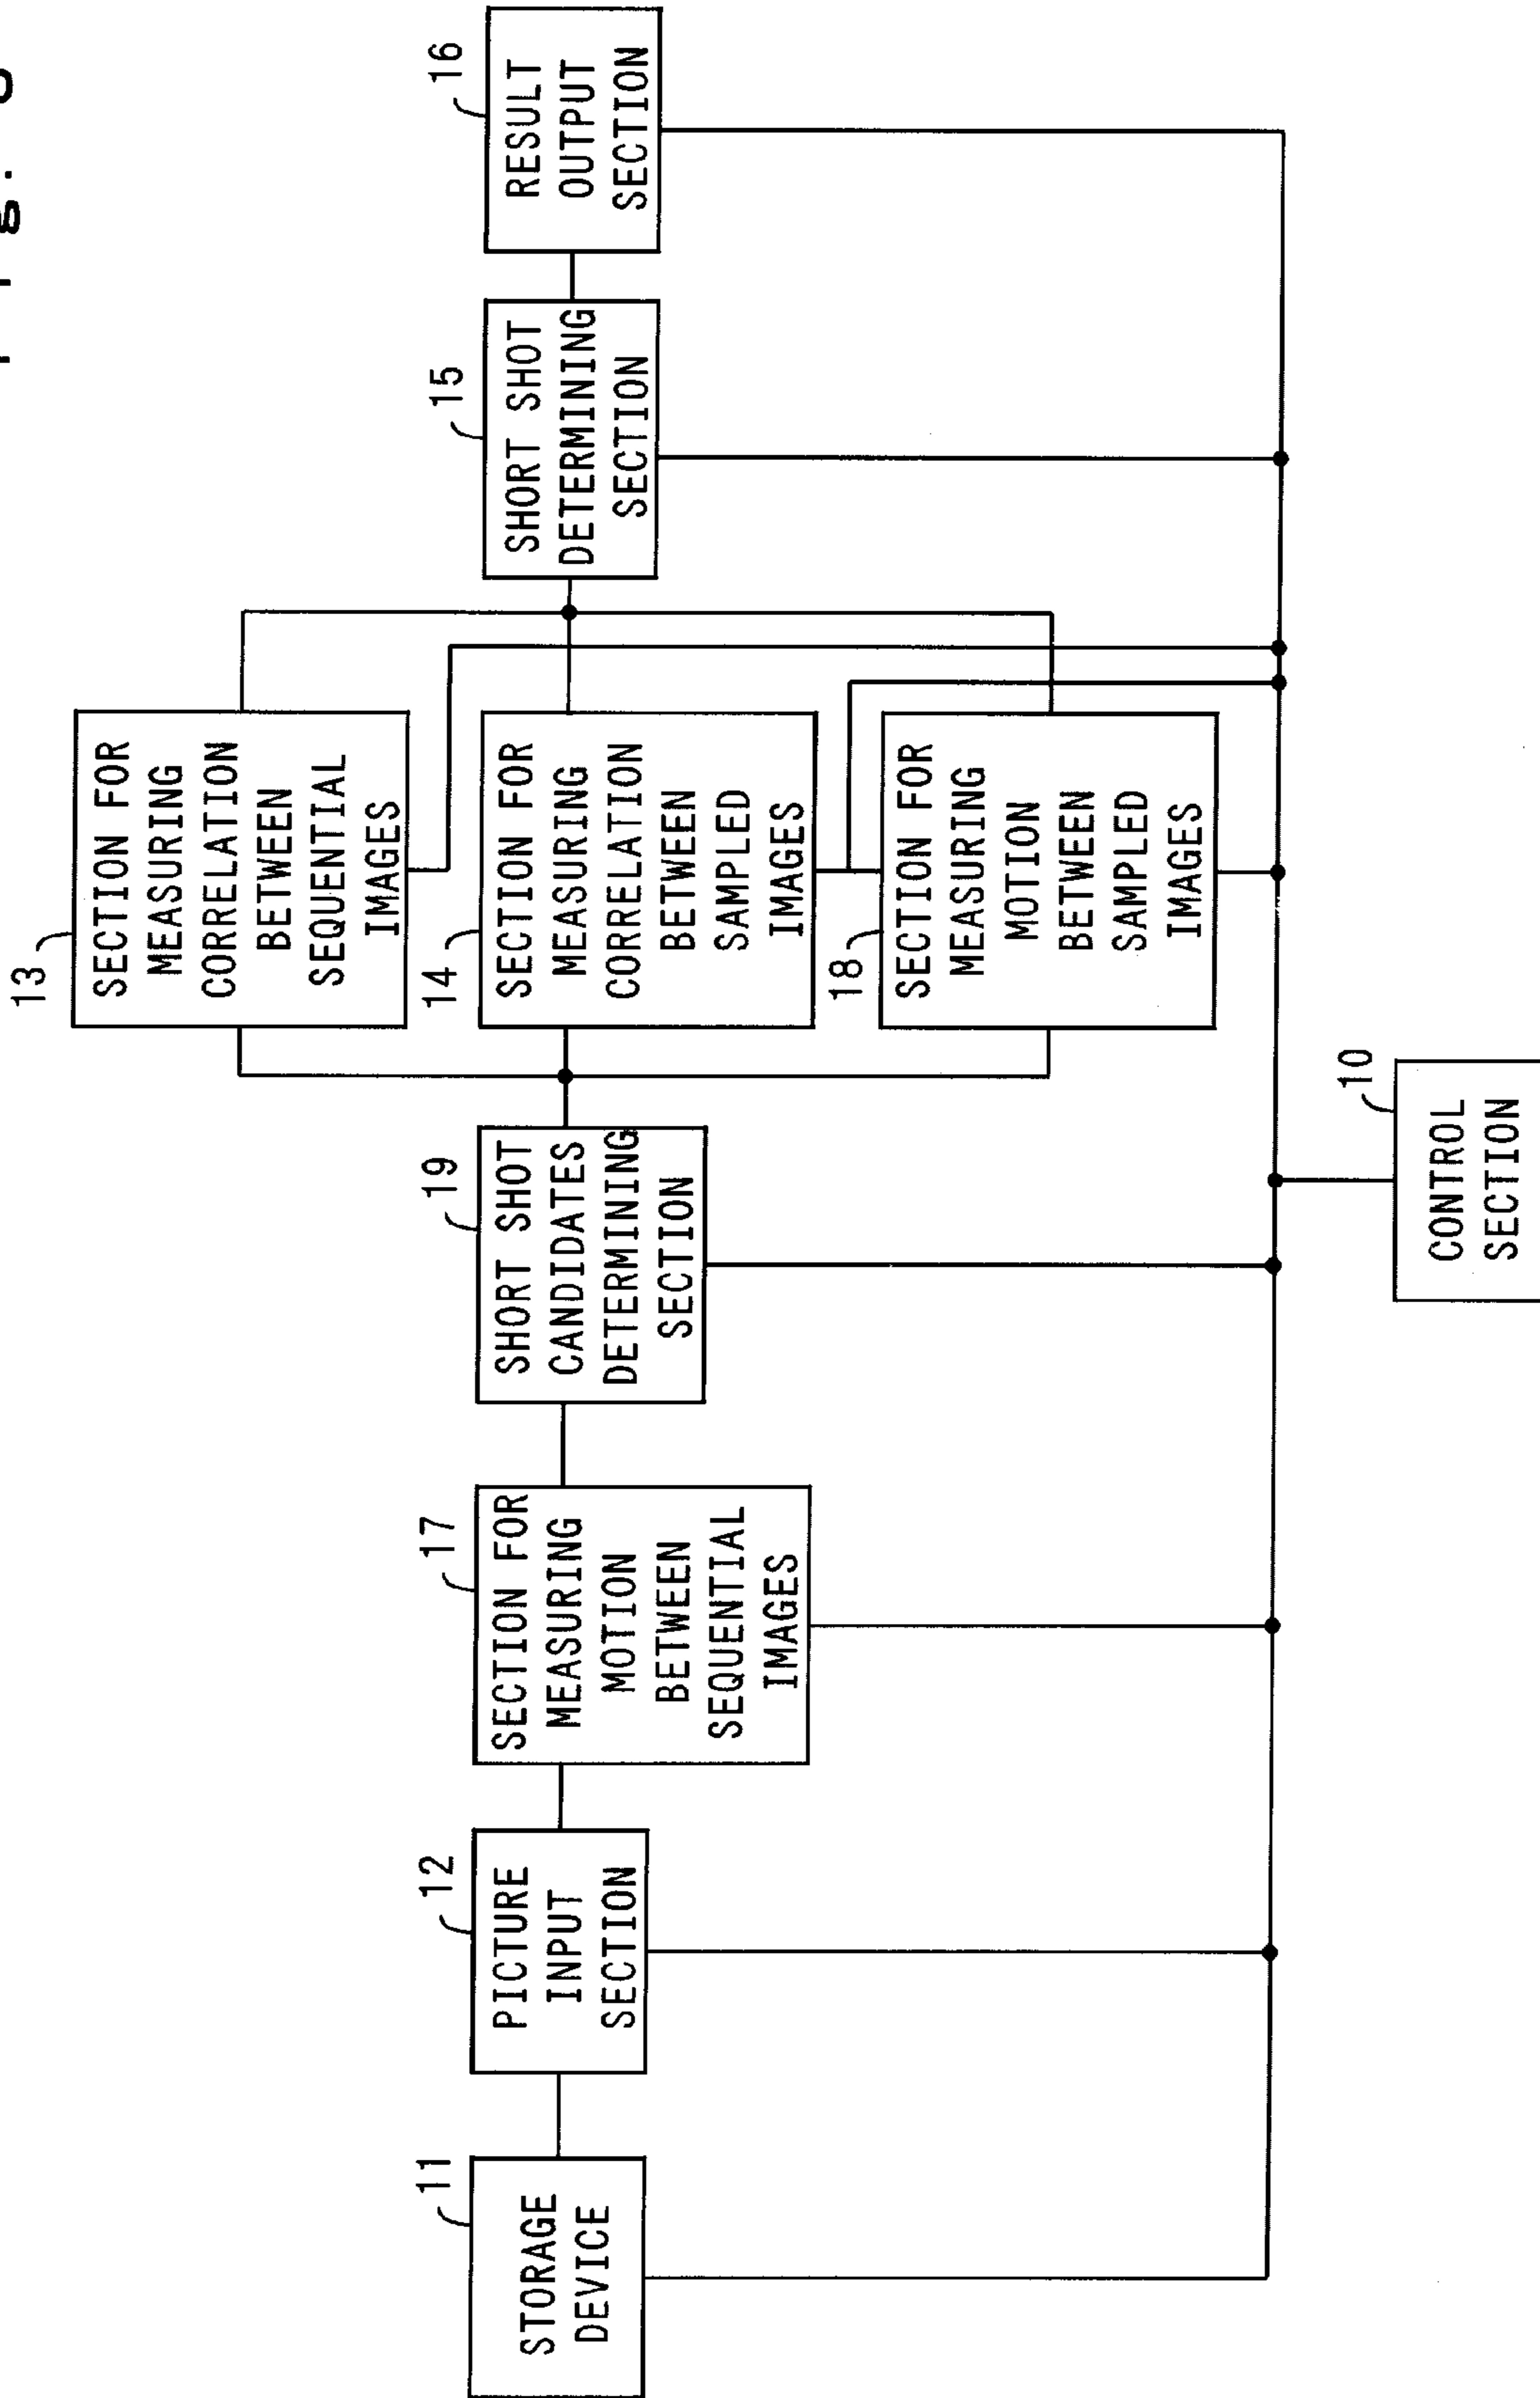 11
STORAGE
DEVICE
12
PICTURE
INPUT
SECTION
17
SECTION FOR
MEASURING
MOTION
BETWEEN
SEQUENTIAL
IMAGES
19
SHORT SHOT
CANDIDATES
DETERMINING
SECTION
13
SECTION FOR
MEASURING
CORRELATION
BETWEEN
SEQUENTIAL
IMAGES
14
SECTION FOR
MEASURING
CORRELATION
BETWEEN
SAMPLED
IMAGES
18
SECTION FOR
MEASURING
MOTION
BETWEEN
SAMPLED
IMAGES
15
SHORT SHOT
DETERMINING
SECTION
16
RESULT
OUTPUT
SECTION
10
CONTROL
SECTION